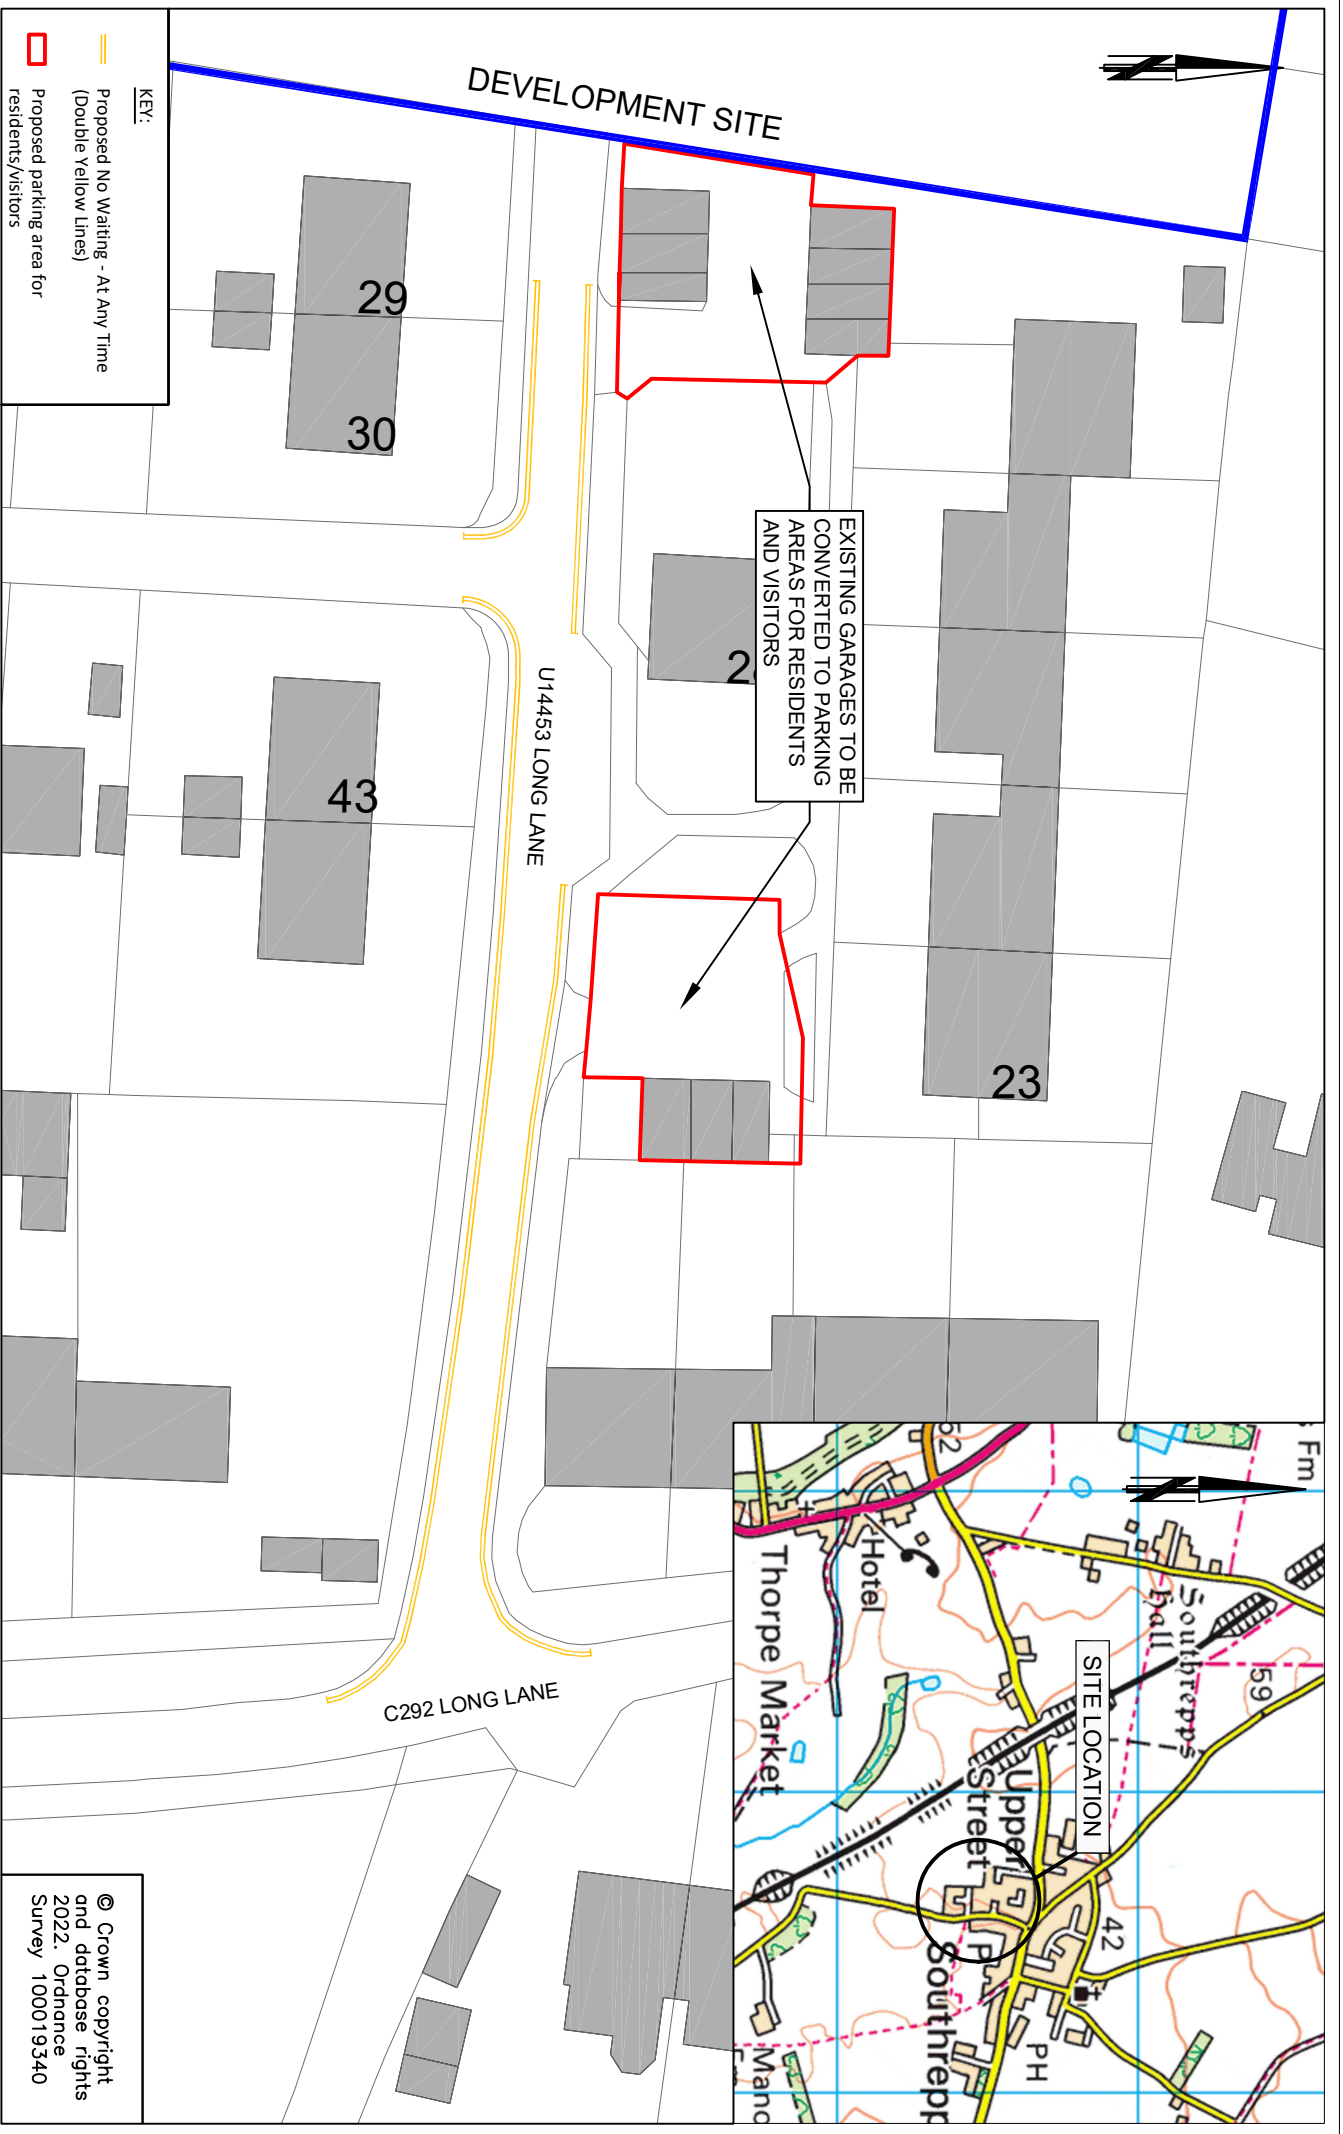 DEVELOPMENT SITE
EXISTING GARAGES TO BE
CONVERTED TO PARKING
AREAS FOR RESIDENTS
AND VISITORS
29
30
43
23
U14453 LONG LANE
C292 LONG LANE
KEY:
Proposed No Waiting - At Any Time
(Double Yellow Lines)
Proposed parking area for
residents/visitors
Fm
Southrepps
Hall
59
62
Hotel
Thorpe Market
SITE LOCATION
Upper
Street
P
42
PH
Southrepp
Manc
© Crown copyright
and database rights
2022. Ordnance
Survey 100019340